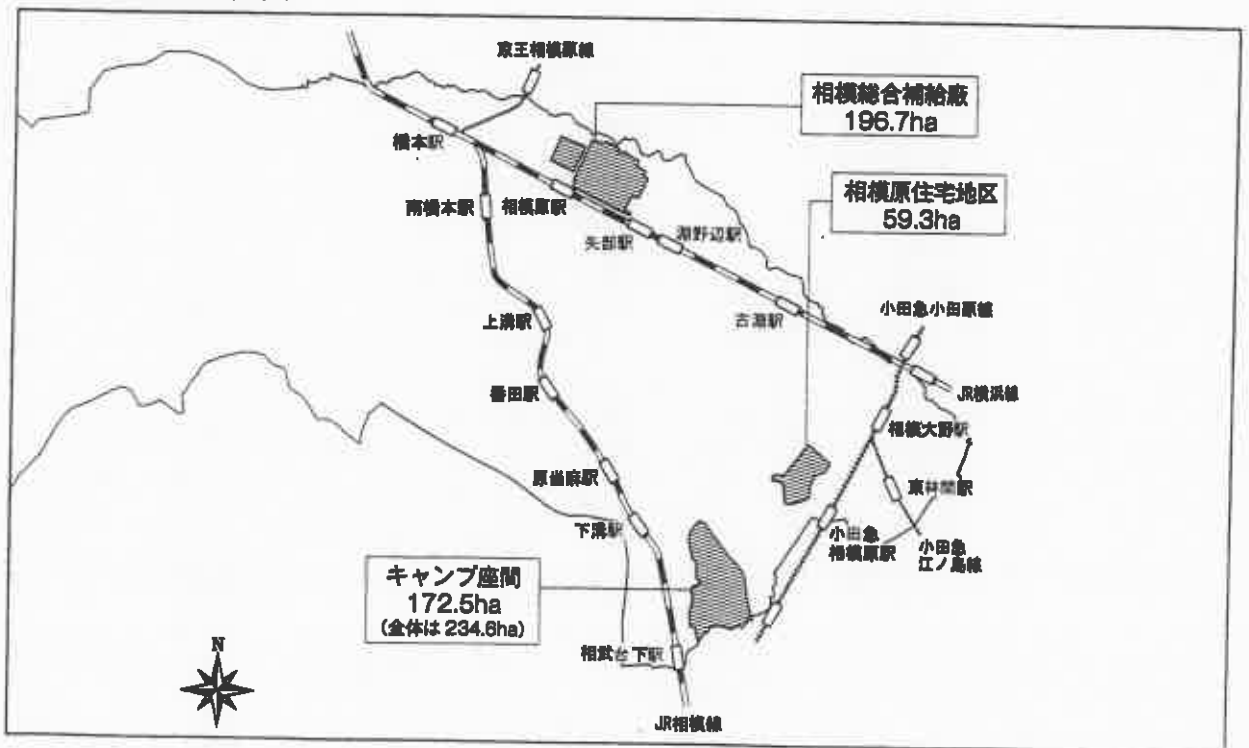 京王相模原線
相模総合補給廠
196.7ha
橋本駅
相模原住宅地区
59.3ha
南橋本駅
相模原駅
矢部駅
淵野辺駅
上溝駅
古淵駅
小田急小田原線
番田駅
JR横浜線
相模大野駅
原当麻駅
東林間駅
下溝駅
小田急
相模原駅
小田急
江ノ島線
キャンプ座間
172.5ha
(全体は 234.6ha)
相武台下駅
N
JR相模線